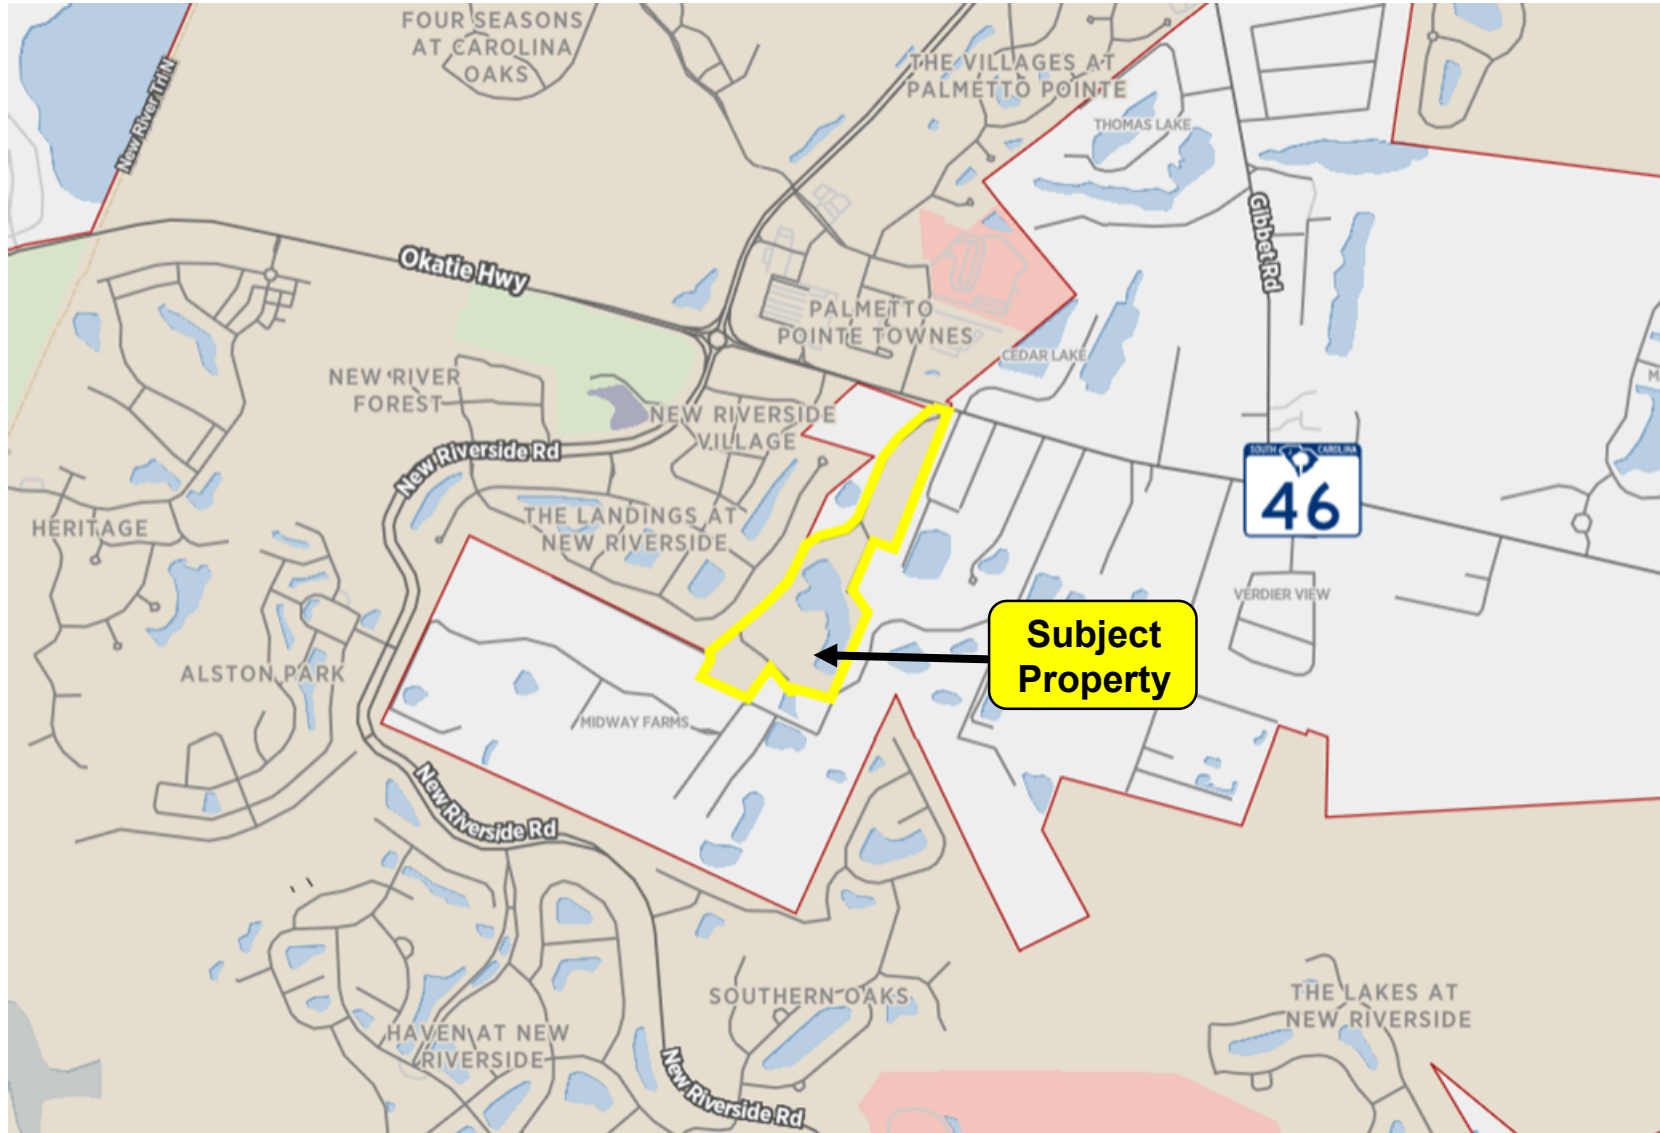 FOUR SEASONS
AT CAROLINA
OAKS
THE VILLAGES AT
PALMETTO POINTE
New River Trl N
THOMAS LAKE
Gibbet Rd
Okatie Hwy
PALMETTO
POINTE TOWNES
CEDAR LAKE
NEW RIVER
FOREST
NEW RIVERSIDE
VILLAGE
M
New Riverside Rd
SOUTH CAROLINA
46
HERITAGE
THE LANDINGS AT
NEW RIVERSIDE
VERDIER VIEW
Subject
Property
ALSTON PARK
MIDWAY FARMS
New Riverside Rd
SOUTHERN OAKS
THE LAKES AT
NEW RIVERSIDE
HAVEN AT NEW
RIVERSIDE
New Riverside Rd